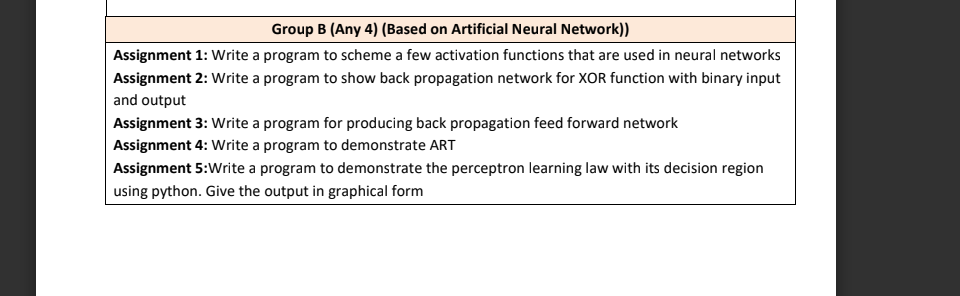 Group B (Any 4) (Based on Artificial Neural Network))
Assignment 1: Write a program to scheme a few activation functions that are used in neural networks
Assignment 2: Write a program to show back propagation network for XOR function with binary input
and output
Assignment 3: Write a program for producing back propagation feed forward network
Assignment 4: Write a program to demonstrate ART
Assignment 5:Write a program to demonstrate the perceptron learning law with its decision region
using python. Give the output in graphical form